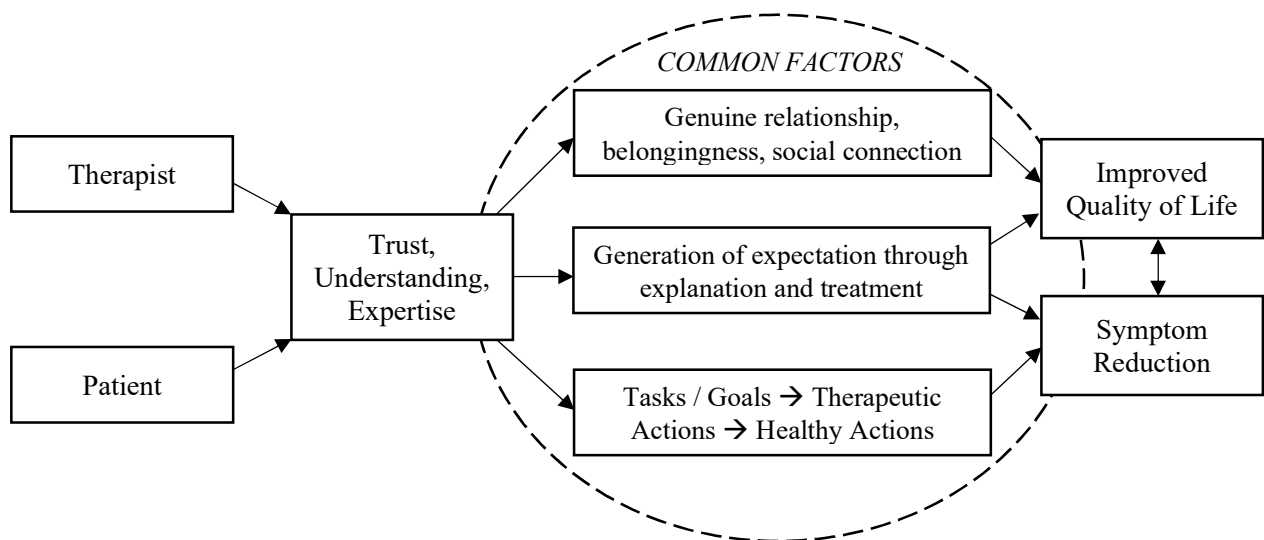 COMMON FACTORS
Therapist
Patient
Trust,
Understanding,
Expertise
Genuine relationship,
belongingness, social connection
Generation of expectation through
explanation and treatment
Tasks / Goals → Therapeutic
Actions → Healthy Actions
Improved
Quality of Life
Symptom
Reduction